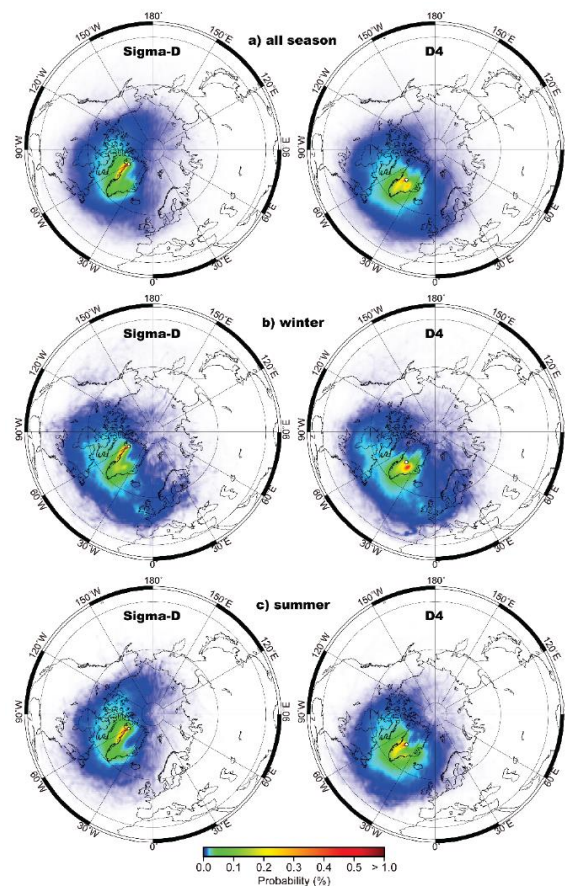 a) all season
Sigma-D
180°
150°W
150°E
120°W
120°E
90°W
90°E
60°W
60°E
30°W
30°E
0
D4
180°
150°W
150°E
120°W
120°E
90°W
90°E
60°W
60°E
30°W
30°E
0
b) winter
Sigma-D
180°
150°W
150°E
120°W
120°E
90°W
90°E
60°W
60°E
30°W
30°E
0
D4
180°
150°W
150°E
120°W
120°E
90°W
90°E
60°W
60°E
30°W
30°E
0
c) summer
Sigma-D
180°
150°W
150°E
120°W
120°E
90°W
90°E
60°W
60°E
30°W
30°E
0
D4
180°
150°W
150°E
120°W
120°E
90°W
90°E
60°W
60°E
30°W
30°E
0
0.0 0.1 0.2 0.3 0.4 0.5 > 1.0
Probability (%)